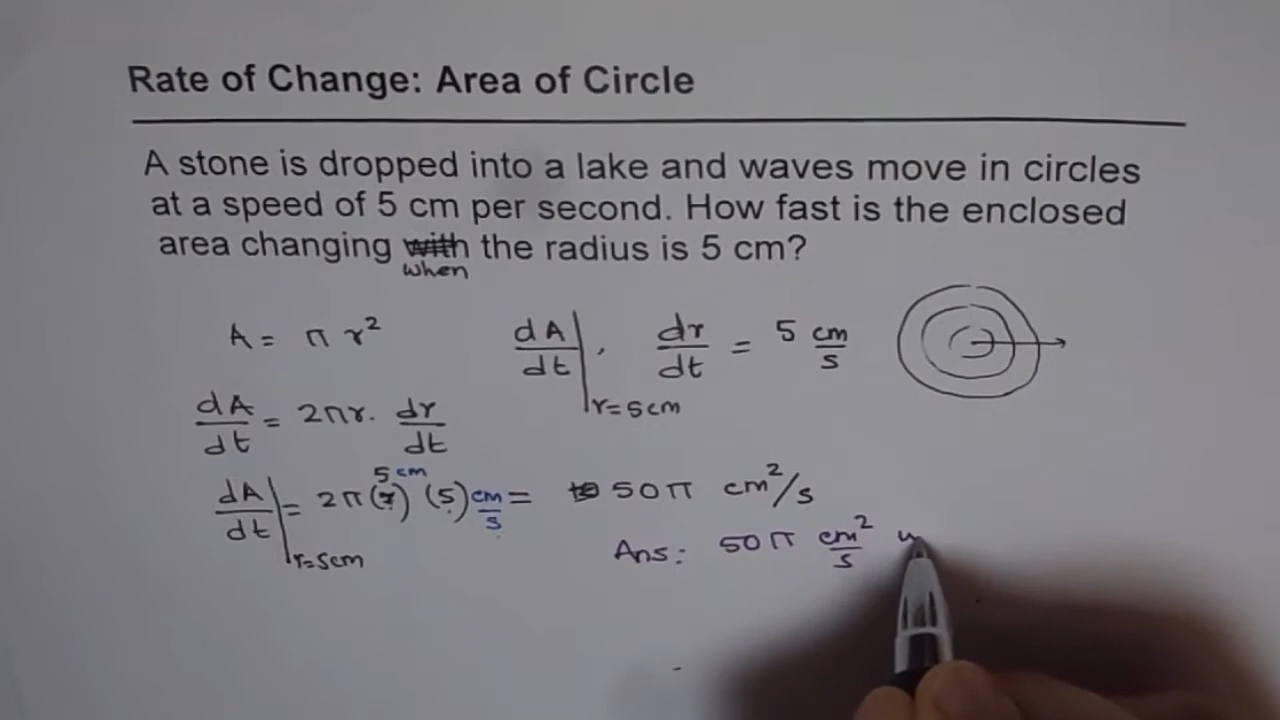 Rate of Change: Area of Circle
A stone is dropped into a lake and waves move in circles
at a speed of 5 cm per second. How fast is the enclosed
area changing with the radius is 5 cm?
when
A = π r²
dA/dt | r=5cm , dr/dt = 5 cm/s
dA/dt = 2πr. dr/dt
5 cm
dA/dt | r=5cm = 2π( ) (5) cm/s = 50π cm²/s
Ans: 50π cm²/s